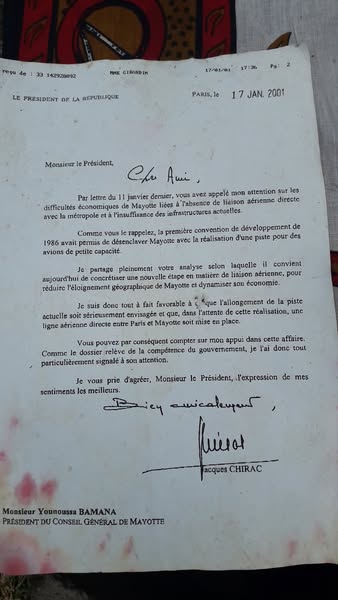 reçu de : 33 142928092 MME GIRARDIN 17/01/01 17:36 Pg: 2
LE PRÉSIDENT DE LA RÉPUBLIQUE
PARIS, le 17 JAN. 2001
Monsieur le Président,
Cher Ami,
Par lettre du 11 janvier dernier, vous avez appelé mon attention sur les
difficultés économiques de Mayotte liées à l'absence de liaison aérienne directe
avec la métropole et à l'insuffisance des infrastructures actuelles.
Comme vous le rappelez, la première convention de développement de
1986 avait permis de désenclaver Mayotte avec la réalisation d'une piste pour des
avions de petite capacité.
Je partage pleinement votre analyse selon laquelle il convient
aujourd'hui de concrétiser une nouvelle étape en matière de liaison aérienne, pour
réduire l'éloignement géographique de Mayotte et dynamiser son économie.
Je suis donc tout à fait favorable à que l'allongement de la piste
actuelle soit sérieusement envisagée et que, dans l'attente de cette réalisation, une
ligne aérienne directe entre Paris et Mayotte soit mise en place.
Vous pouvez par conséquent compter sur mon appui dans cette affaire.
Comme le dossier relève de la compétence du gouvernement, je l'ai donc tout
particulièrement signalé à son attention.
Je vous prie d'agréer, Monsieur le Président, l'expression de mes
sentiments les meilleurs.
Bien amicalement,
Jacques CHIRAC
Monsieur Younoussa BAMANA
PRÉSIDENT DU CONSEIL GÉNÉRAL DE MAYOTTE